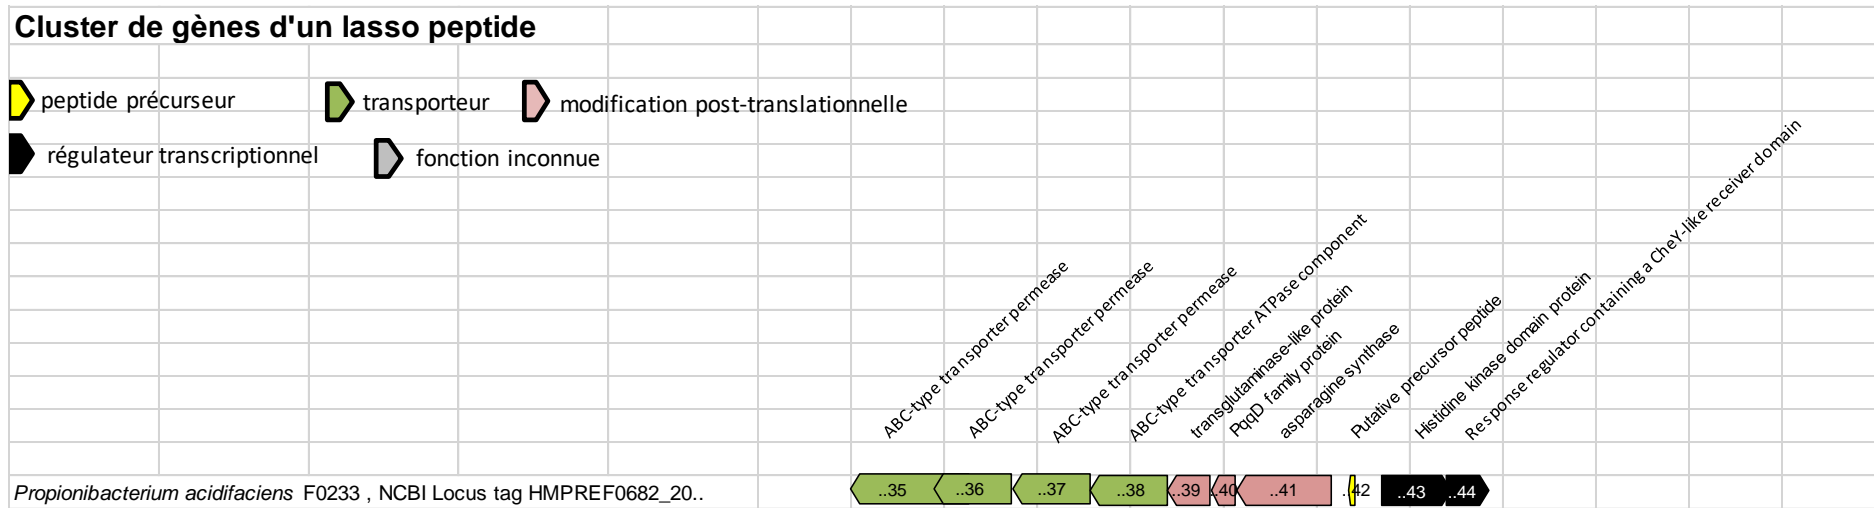 Cluster de gènes d'un lasso peptide
peptide précurseur
transporteur
modification post-translationnelle
régulateur transcriptionnel
fonction inconnue
ABC-type transporter permease
ABC-type transporter permease
ABC-type transporter permease
ABC-type transporter ATPase component
transglutaminase-like protein
PqqD family protein
asparagine synthase
Putative precursor peptide
Histidine kinase domain protein
Response regulator containing a CheY-like receiver domain
Propionibacterium acidifaciens F0233 , NCBI Locus tag HMPREF0682_20..
..35
..36
..37
..38
..39
..40
..41
..42
..43
..44